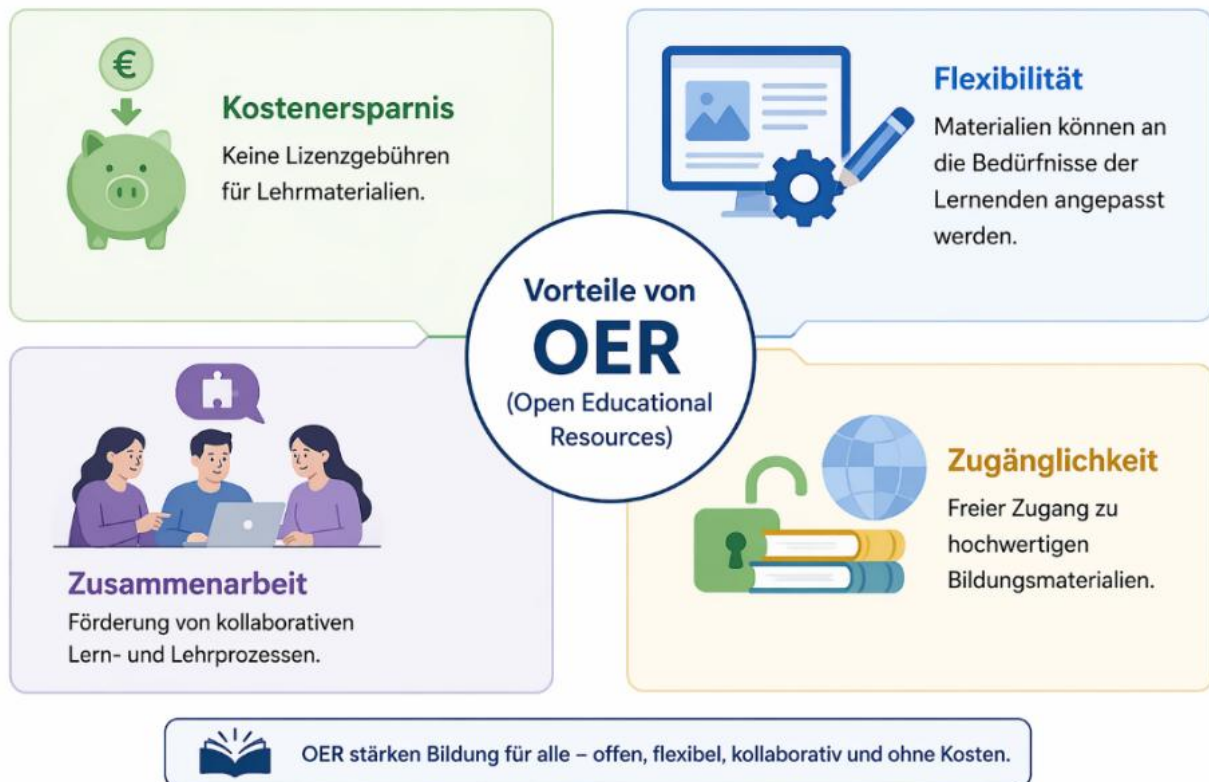 €
Kostenersparnis
Keine Lizenzgebühren
für Lehrmaterialien.
Flexibilität
Materialien können an
die Bedürfnisse der
Lernenden angepasst
werden.
Vorteile von
OER
(Open Educational
Resources)
Zusammenarbeit
Förderung von kollaborativen
Lern- und Lehrprozessen.
Zugänglichkeit
Freier Zugang zu
hochwertigen
Bildungsmaterialien.
OER stärken Bildung für alle – offen, flexibel, kollaborativ und ohne Kosten.